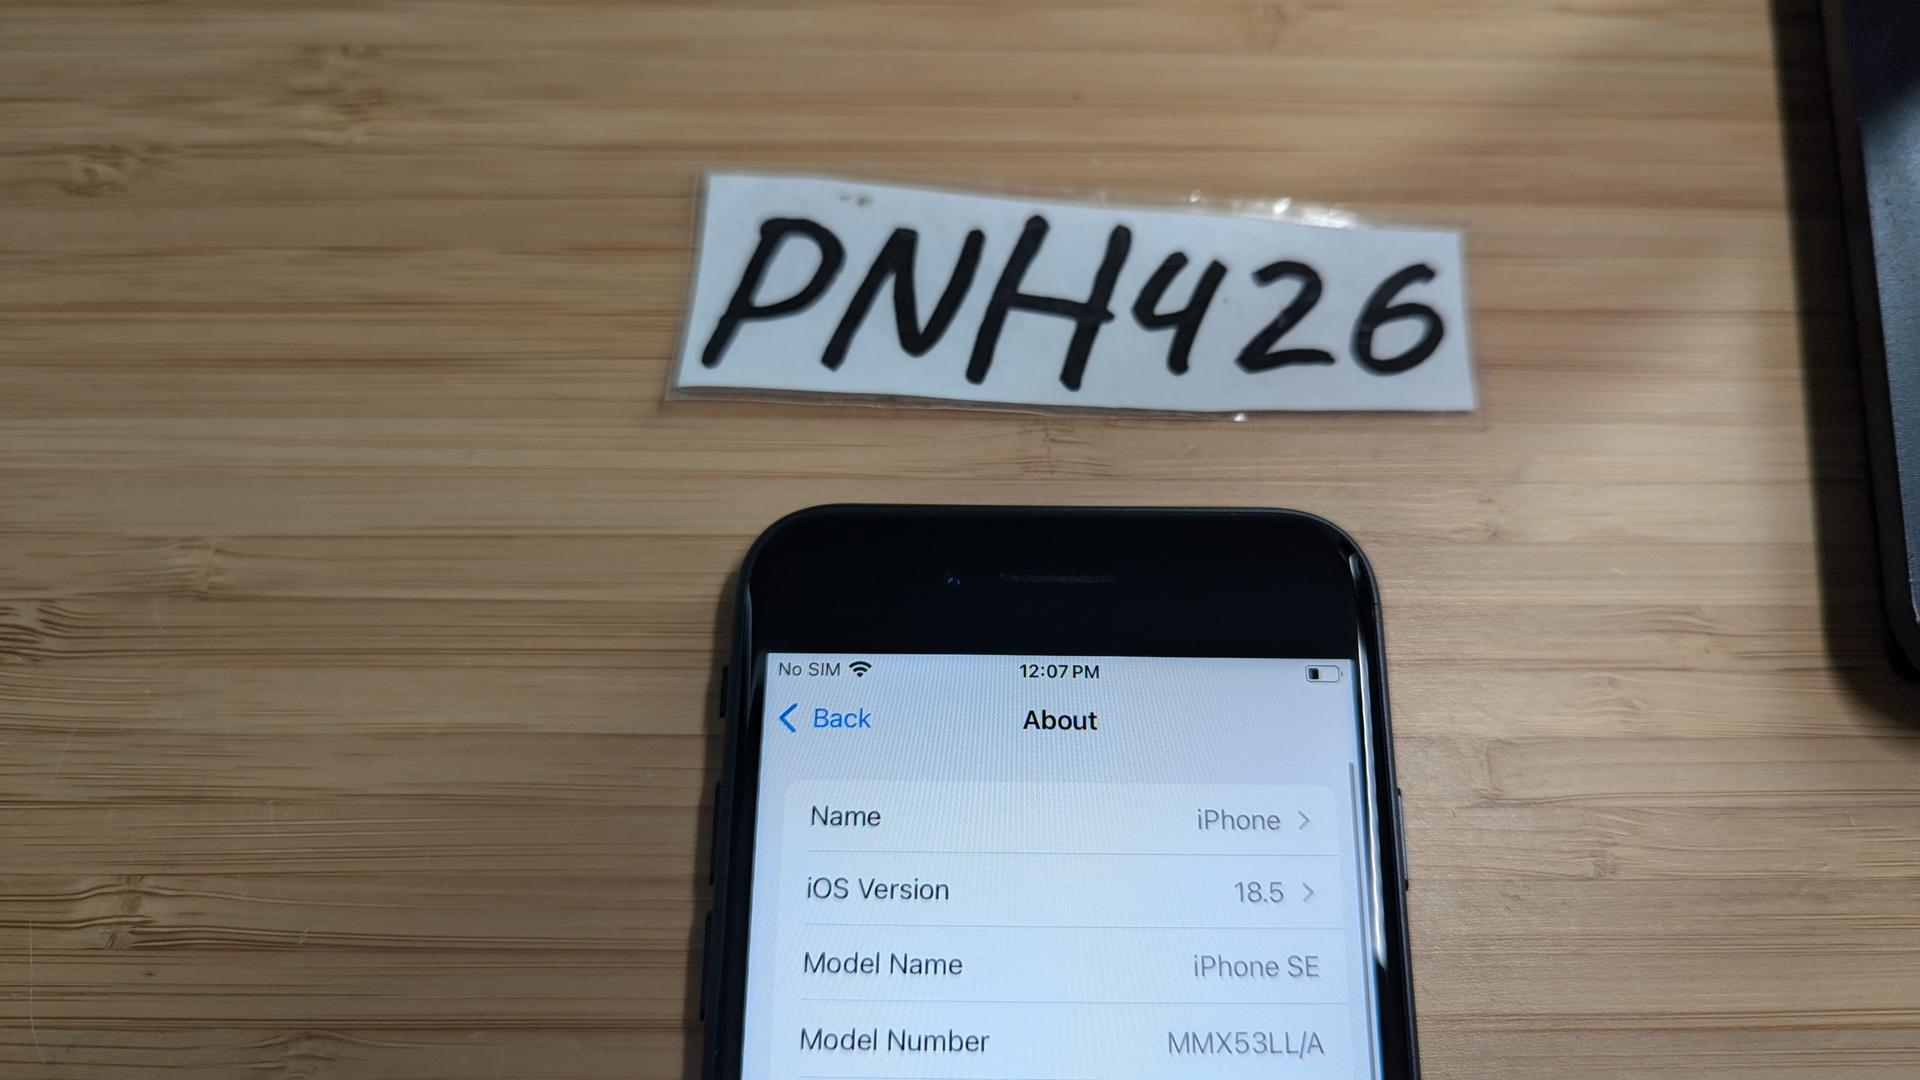 PNH426
No SIM 12:07 PM
Back About
Name iPhone
iOS Version 18.5
Model Name iPhone SE
Model Number MMX53LL/A